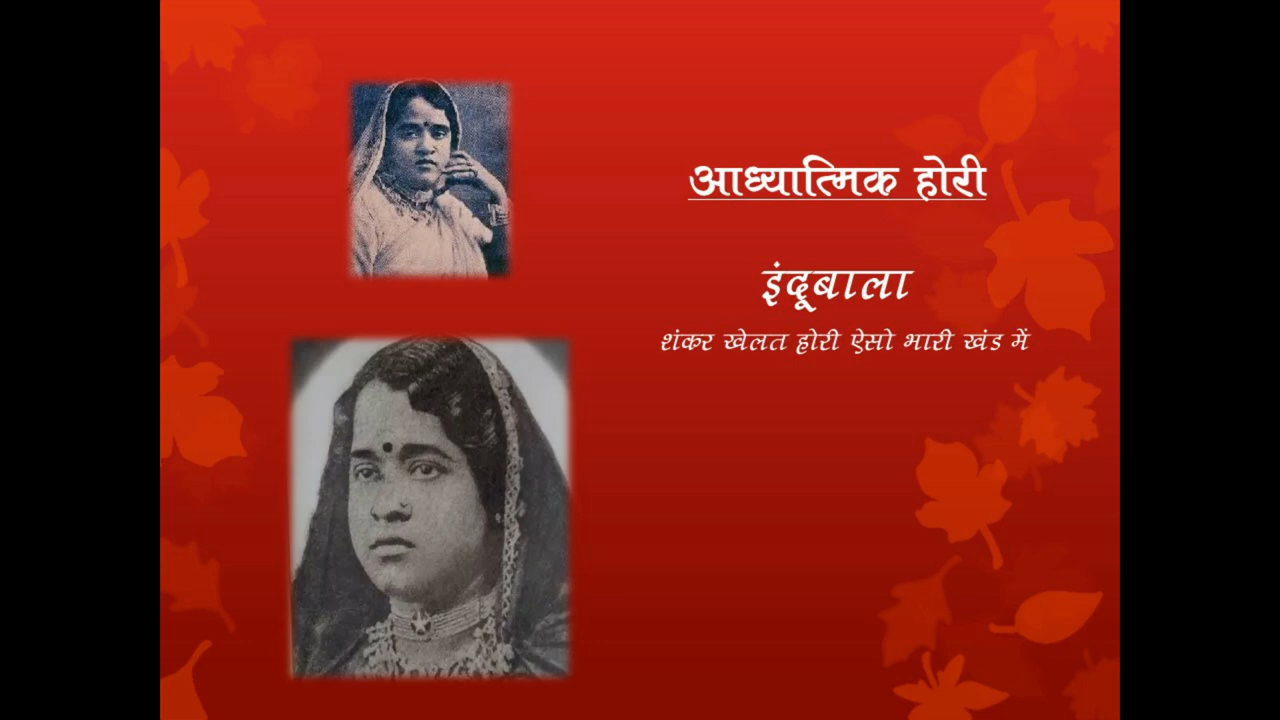 आध्यात्मिक होरी
इंदूबाला
शंकर खेलत होरी ऐसो भारी खंड में